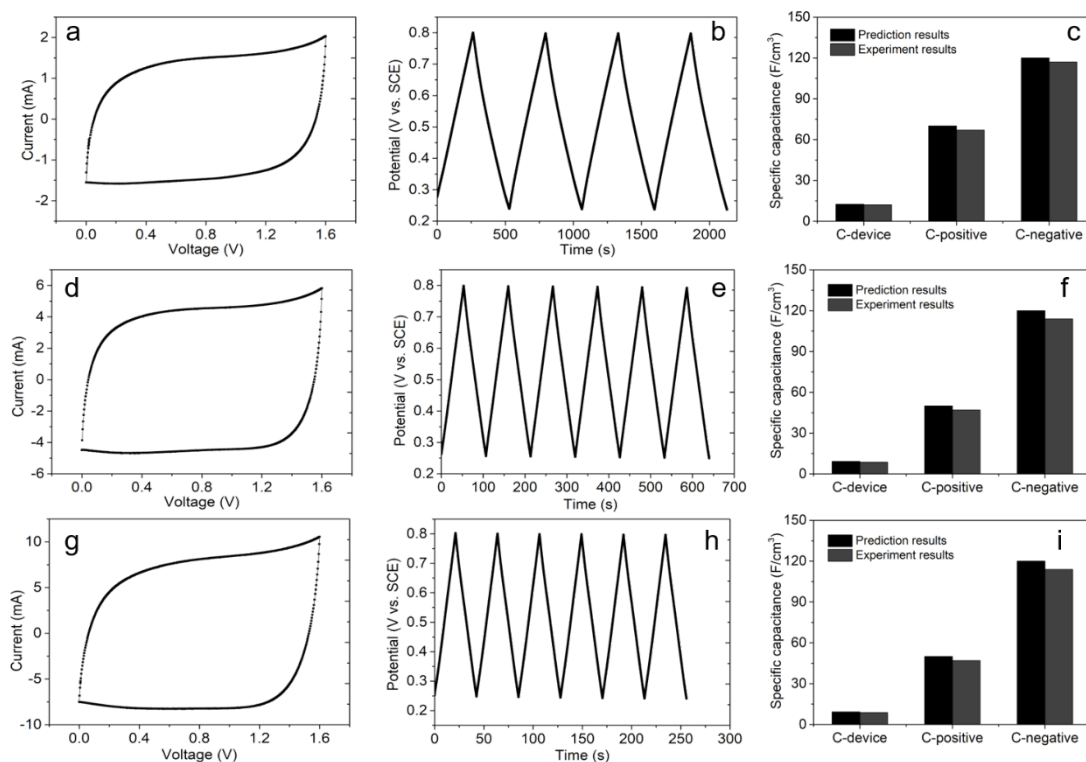 a
2
1
0
-1
-2
Current (mA)
0.0 0.4 0.8 1.2 1.6
Voltage (V)
b
0.9
0.8
0.7
0.6
0.5
0.4
0.3
0.2
Potential (V vs. SCE)
0 500 1000 1500 2000
Time (s)
c
150
120
90
60
30
0
Specific capacitance (F/cm³)
Prediction results
Experiment results
C-device C-positive C-negative
d
6
4
2
0
-2
-4
-6
Current (mA)
0.0 0.4 0.8 1.2 1.6
Voltage (V)
e
0.9
0.8
0.7
0.6
0.5
0.4
0.3
0.2
Potential (V vs. SCE)
0 100 200 300 400 500 600 700
Time (s)
f
150
120
90
60
30
0
Specific capacitance (F/cm³)
Prediction results
Experiment results
C-device C-positive C-negative
g
10
5
0
-5
-10
Current (mA)
0.0 0.4 0.8 1.2 1.6
Voltage (V)
h
0.8
0.7
0.6
0.5
0.4
0.3
0.2
Potential (V vs. SCE)
0 50 100 150 200 250 300
Time (s)
i
150
120
90
60
30
0
Specific capacitance (F/cm³)
Prediction results
Experiment results
C-device C-positive C-negative